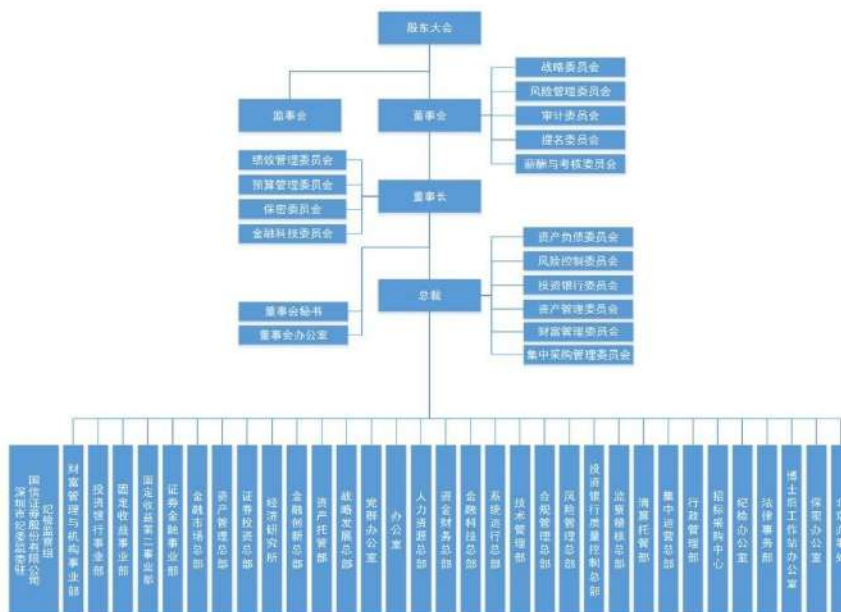 股东大会
监事会
董事会
战略委员会
风险管理委员会
审计委员会
提名委员会
薪酬与考核委员会
绩效管理委员会
预算管理委员会
保密委员会
金融科技委员会
董事长
董事会秘书
董事会办公室
总裁
资产负债委员会
风险控制委员会
投资银行委员会
资产管理委员会
财富管理委员会
集中采购管理委员会
深圳市纪委监委驻
国信证券股份有限公司
纪检监察组
财富管理与机构事业部
投资银行事业部
固定收益事业部
固定收益第二事业部
证券金融事业部
金融市场总部
资产管理总部
证券投资总部
经济研究所
金融创新总部
资产托管部
战略发展总部
党群办公室
办公室
人力资源总部
资金财务总部
金融科技总部
系统运行总部
技术管理部
合规管理总部
风险管理总部
投资银行质量控制总部
监察稽核总部
清算托管部
集中运营总部
行政管理部
招标采购中心
纪检办公室
法律事务部
博士后工作站办公室
保密办公室